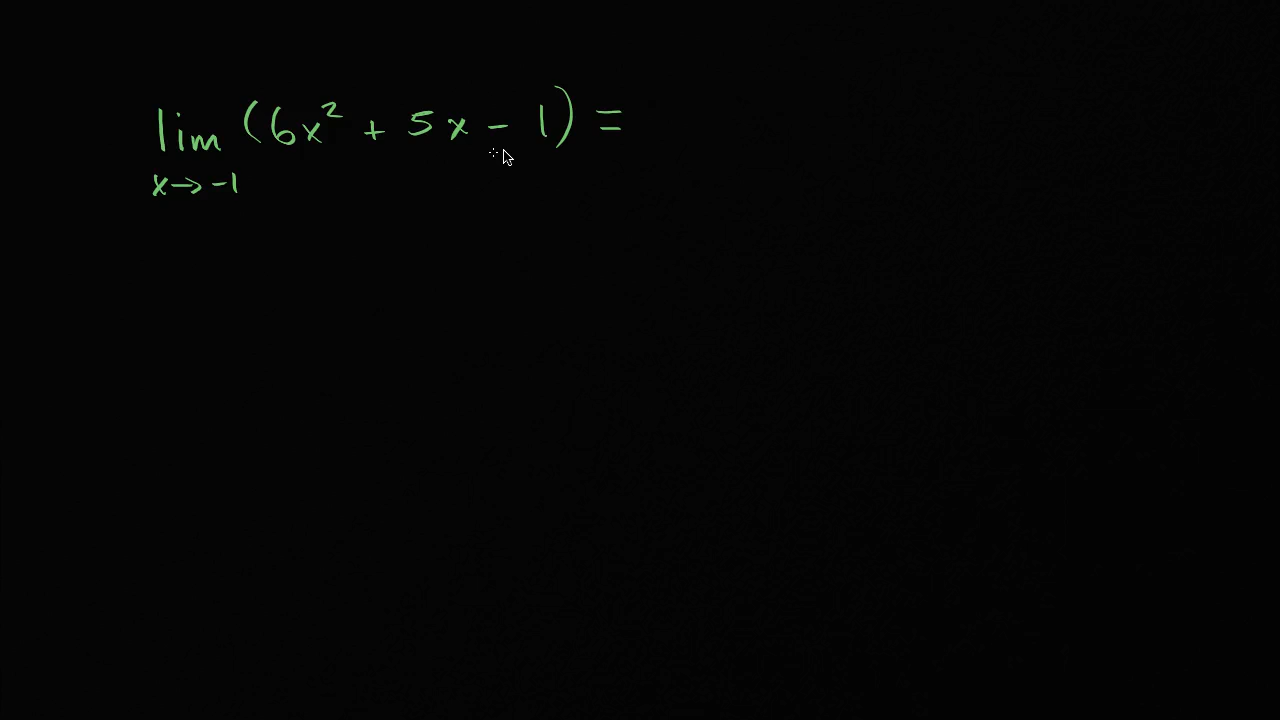 lim (6x² + 5x - 1) =
x→-1